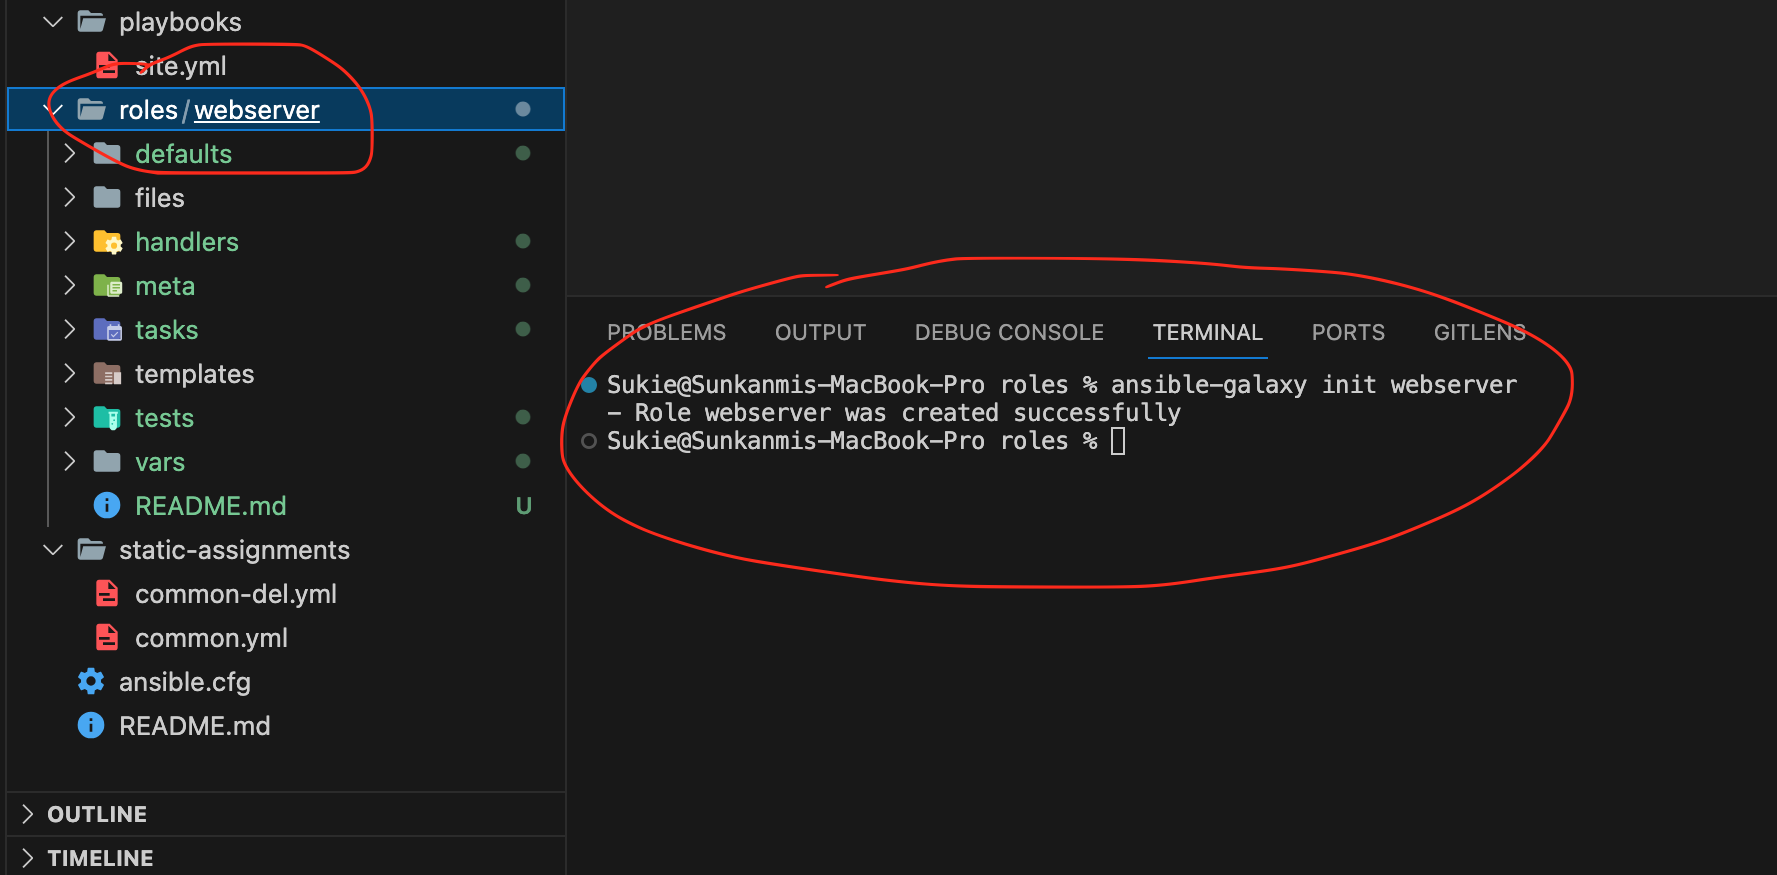 playbooks
site.yml
roles/webserver
defaults
files
handlers
meta
tasks
templates
tests
vars
README.md U
static-assignments
common-del.yml
common.yml
ansible.cfg
README.md
OUTLINE
TIMELINE
PROBLEMS OUTPUT DEBUG CONSOLE TERMINAL PORTS GITLENS
Sukie@Sunkanmis-MacBook-Pro roles % ansible-galaxy init webserver
- Role webserver was created successfully
Sukie@Sunkanmis-MacBook-Pro roles %